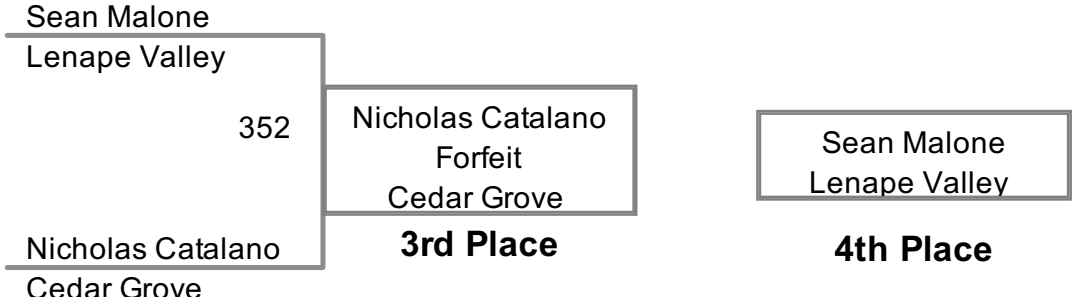 Sean Malone
Lenape Valley
352
Nicholas Catalano
Forfeit
Cedar Grove
3rd Place
Sean Malone
Lenape Valley
4th Place
Nicholas Catalano
Cedar Grove